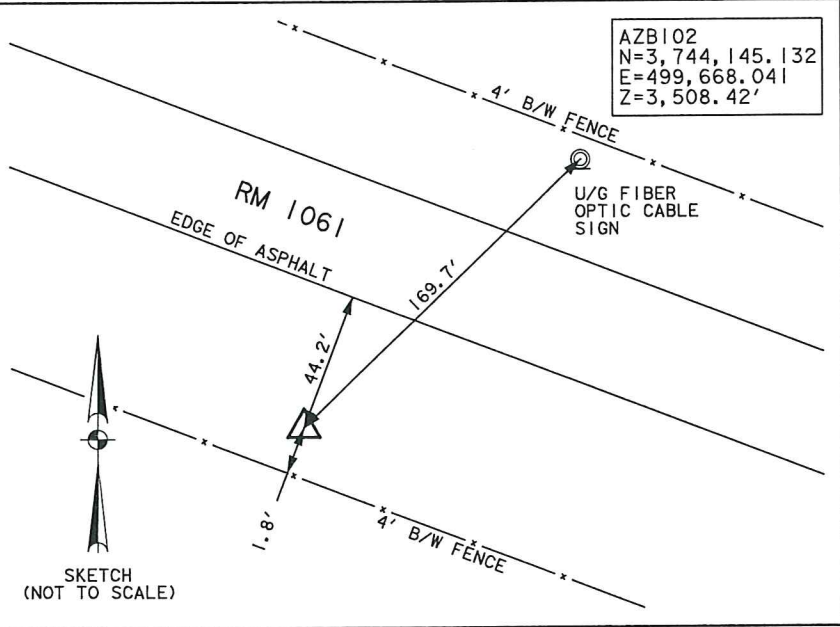 AZB102
N=3,744,145.132
E=499,668.041
Z=3,508.42'
4' B/W FENCE
U/G FIBER
OPTIC CABLE
SIGN
RM 1061
EDGE OF ASPHALT
169.7'
44.2'
1.8'
4' B/W FENCE
SKETCH
(NOT TO SCALE)